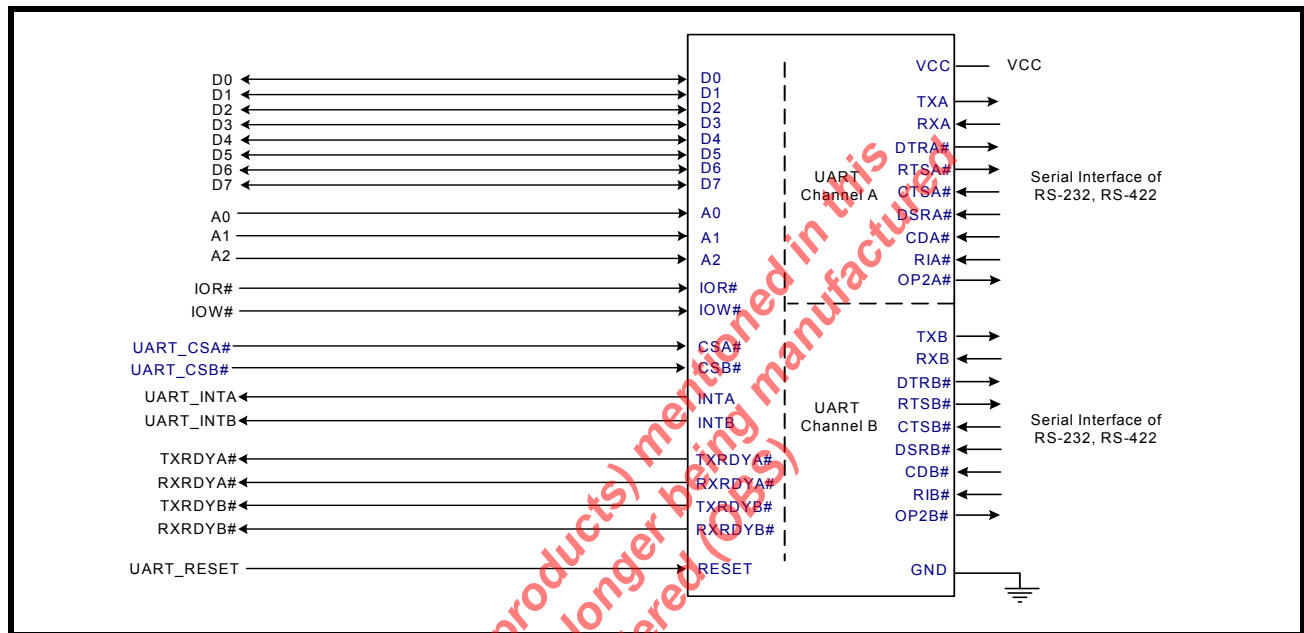 D0
D1
D2
D3
D4
D5
D6
D7
A0
A1
A2
IOR#
IOW#
UART_CSA#
UART_CSB#
UART_INTA
UART_INTB
TXRDYA#
RXRDYA#
TXRDYB#
RXRDYB#
UART_RESET
D0
D1
D2
D3
D4
D5
D6
D7
A0
A1
A2
IOR#
IOW#
CSA#
CSB#
INTA
INTB
TXRDYA#
RXRDYA#
TXRDYB#
RXRDYB#
RESET
UART
Channel A
UART
Channel B
VCC
TXA
RXA
DTRA#
RTSA#
CTSA#
DSRA#
CDA#
RIA#
OP2A#
TXB
RXB
DTRB#
RTSB#
CTSB#
DSRB#
CDB#
RIB#
OP2B#
GND
VCC
Serial Interface of
RS-232, RS-422
Serial Interface of
RS-232, RS-422
products) mentioned in this
longer being manufactured
(OBS)